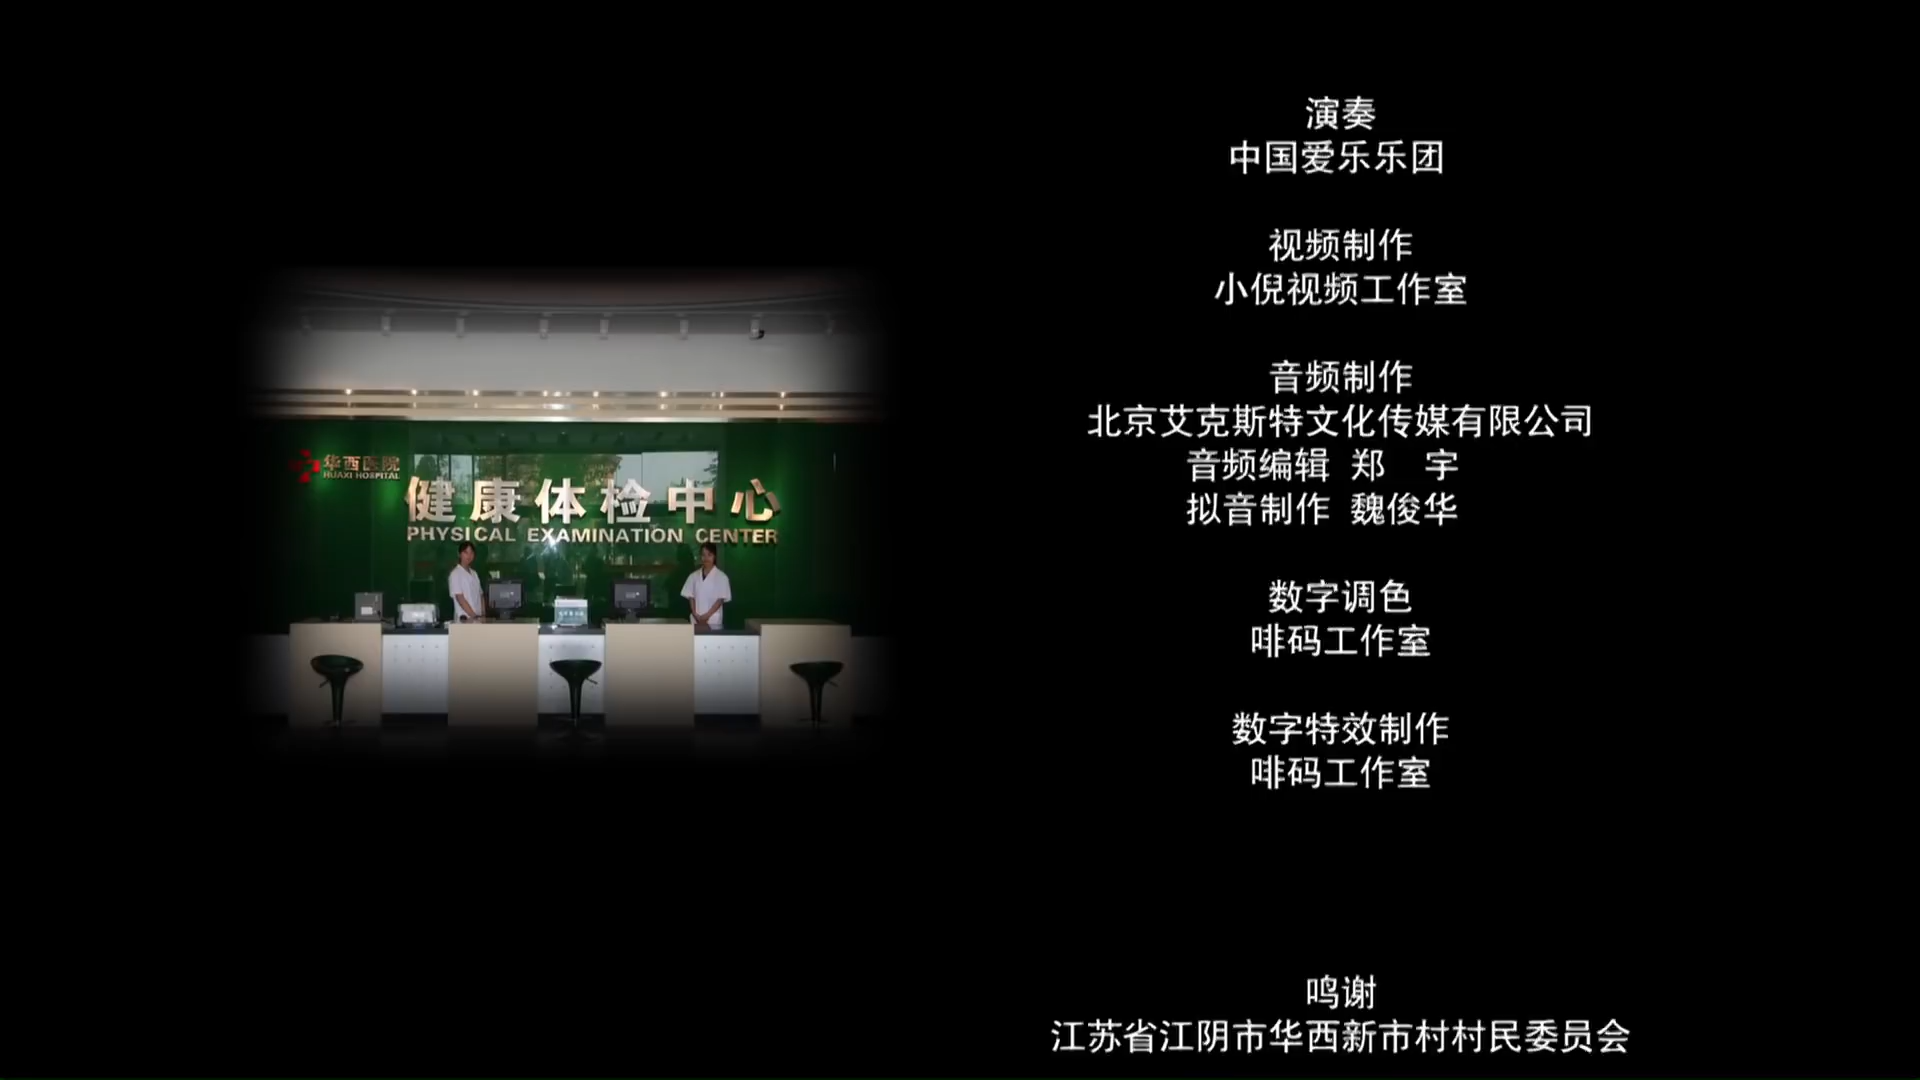 华西医院
HUAXI HOSPITAL
健康体检中心
PHYSICAL EXAMINATION CENTER
演奏
中国爱乐乐团
视频制作
小倪视频工作室
音频制作
北京艾克斯特文化传媒有限公司
音频编辑 郑 宇
拟音制作 魏俊华
数字调色
啡码工作室
数字特效制作
啡码工作室
鸣谢
江苏省江阴市华西新市村村民委员会